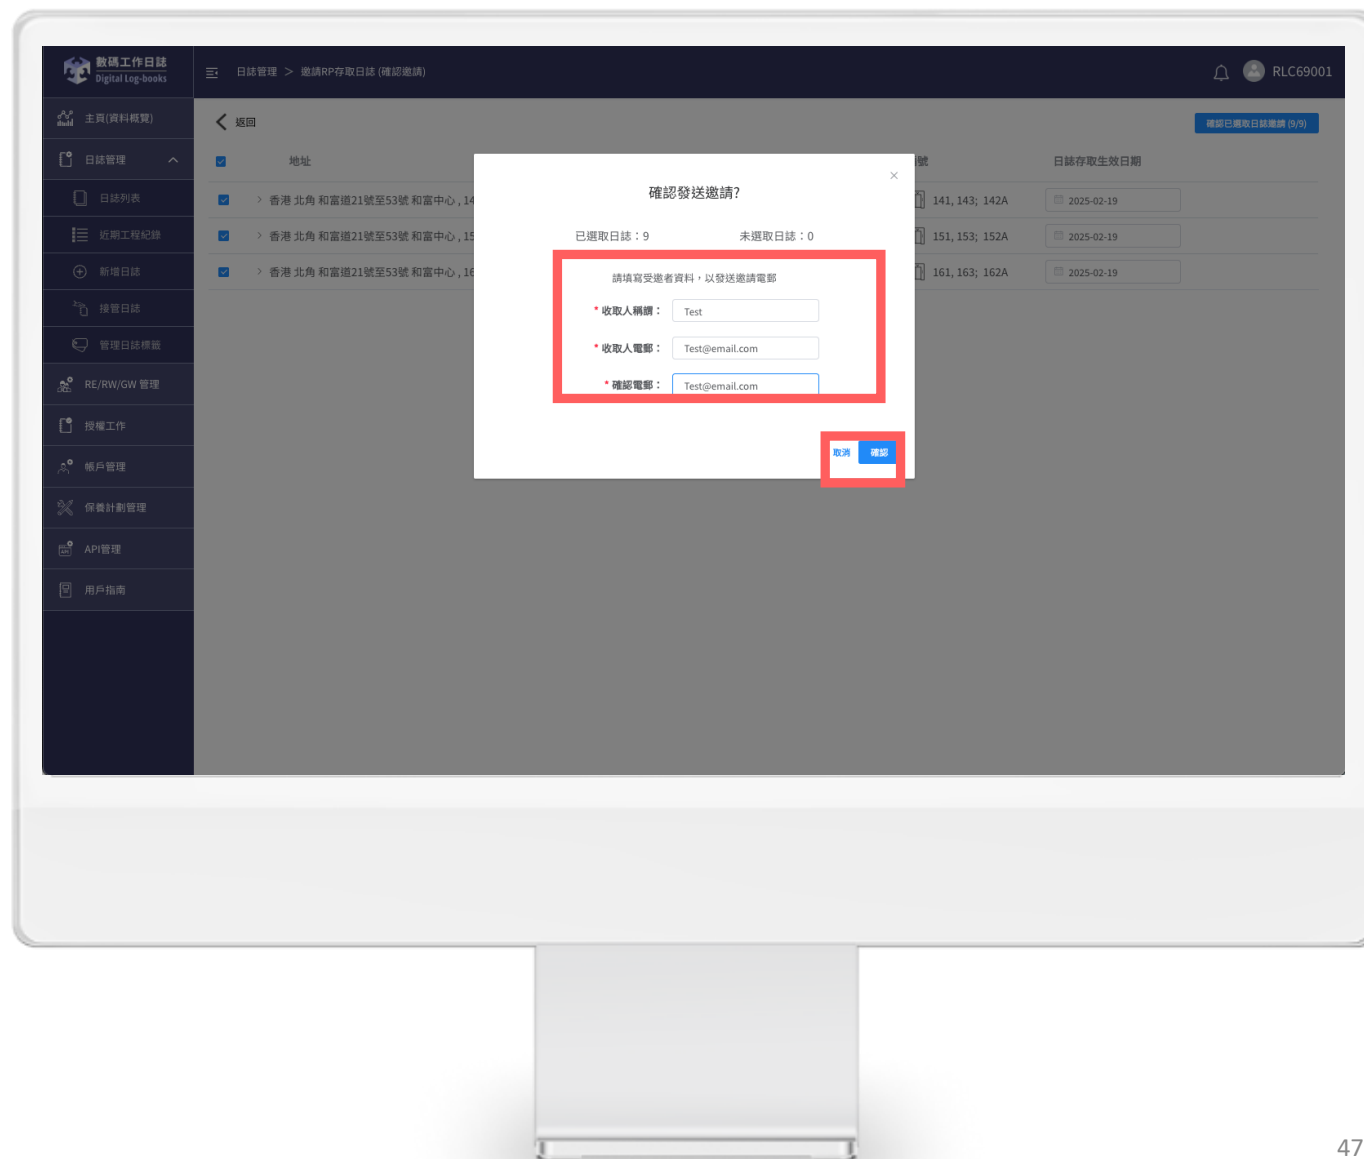 數碼工作日誌
Digital Log-books
日誌管理 > 邀請RP存取日誌 (確認邀請)
RLC69001
主頁(資料概覽)
日誌管理
日誌列表
近期工程紀錄
新增日誌
接管日誌
管理日誌標籤
RE/RW/GW 管理
授權工作
帳戶管理
保養計劃管理
API管理
用戶指南
返回
確認已選取日誌邀請 (9/9)
地址
號
日誌存取生效日期
香港 北角 和富道21號至53號 和富中心 , 14
141, 143; 142A
2025-02-19
香港 北角 和富道21號至53號 和富中心 , 15
151, 153; 152A
2025-02-19
香港 北角 和富道21號至53號 和富中心 , 16
161, 163; 162A
2025-02-19
確認發送邀請?
已選取日誌：9
未選取日誌：0
請填寫受邀者資料，以發送邀請電郵
* 收取人稱謂： Test
* 收取人電郵： Test@email.com
* 確認電郵： Test@email.com
取消
確認
47